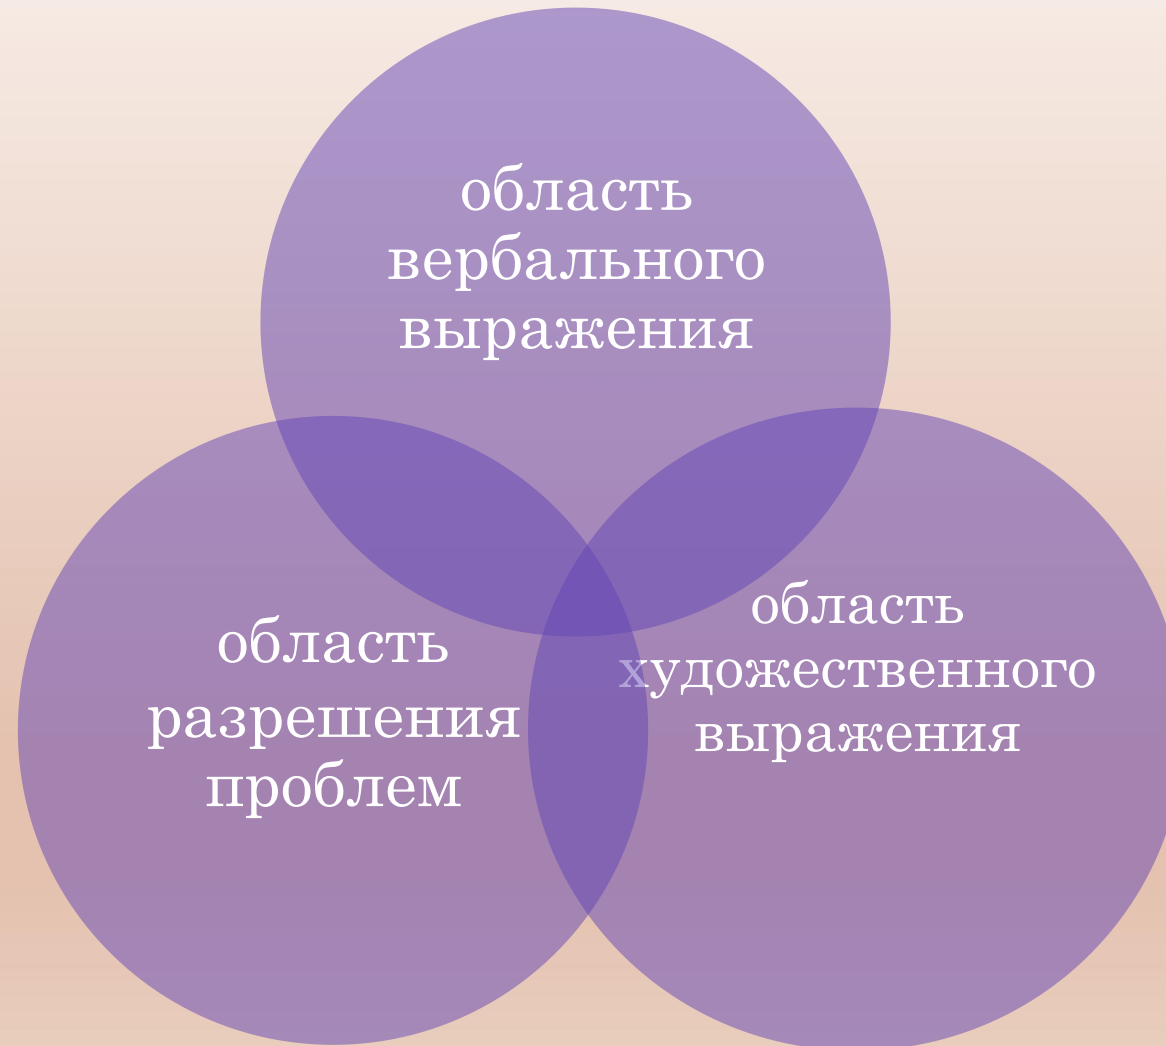 область
вербального
выражения
область
разрешения
проблем
область
художественного
выражения